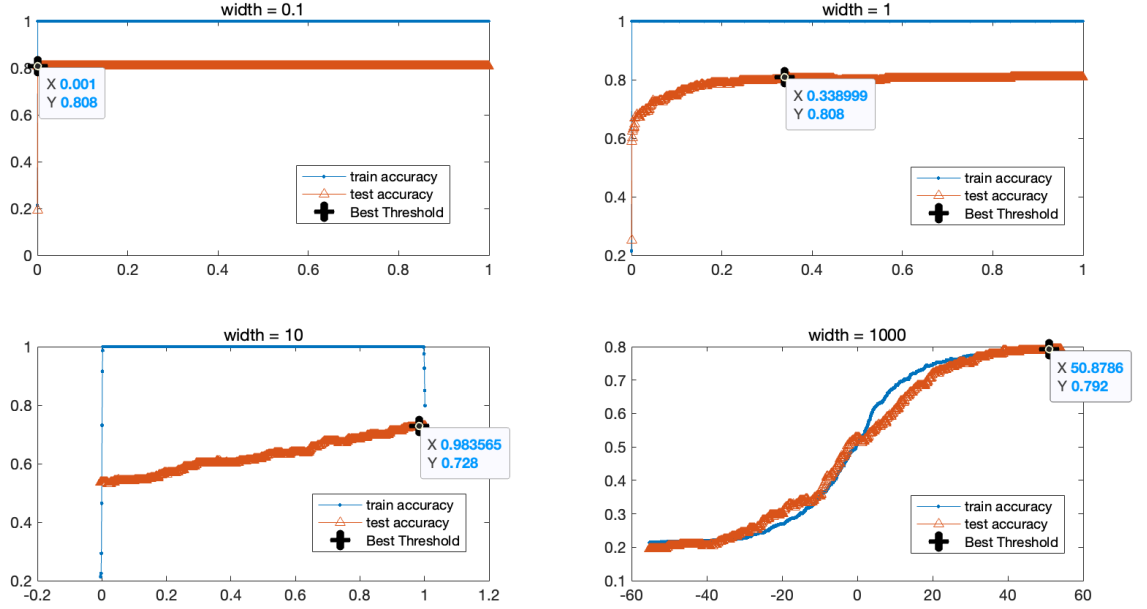 width = 0.1
1
0.8
0.6
0.4
0.2
0
0
0.2
0.4
0.6
0.8
1
X 0.001
Y 0.808
train accuracy
test accuracy
Best Threshold
width = 1
1
0.8
0.6
0.4
0.2
0
0.2
0.4
0.6
0.8
1
X 0.338999
Y 0.808
train accuracy
test accuracy
Best Threshold
width = 10
1
0.8
0.6
0.4
0.2
-0.2
0
0.2
0.4
0.6
0.8
1
1.2
X 0.983565
Y 0.728
train accuracy
test accuracy
Best Threshold
width = 1000
0.8
0.7
0.6
0.5
0.4
0.3
0.2
0.1
-60
-40
-20
0
20
40
60
X 50.8786
Y 0.792
train accuracy
test accuracy
Best Threshold